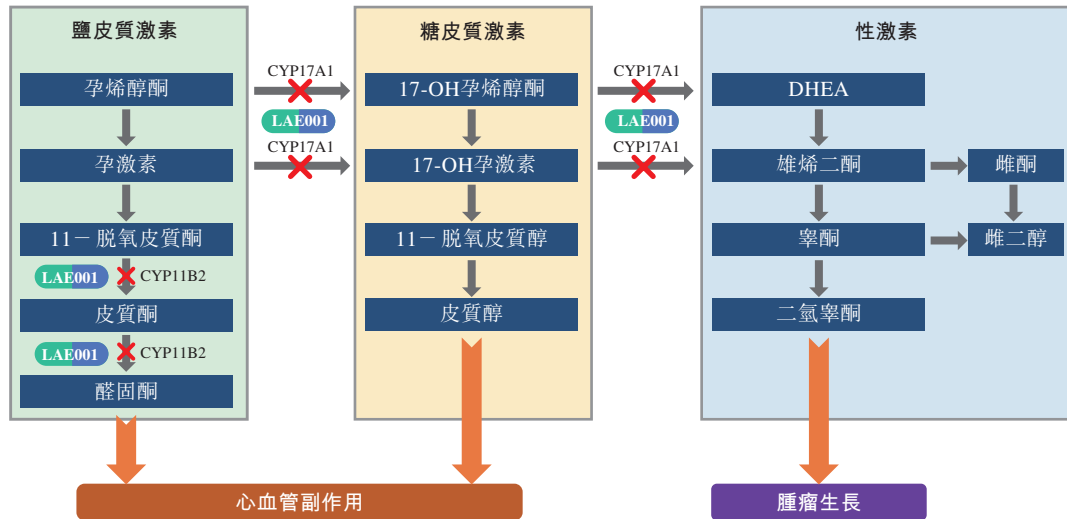 鹽皮質激素
孕烯醇酮
孕激素
11－脱氧皮質酮
LAE001
CYP11B2
皮質酮
LAE001
CYP11B2
醛固酮
CYP17A1
LAE001
CYP17A1
糖皮質激素
17-OH孕烯醇酮
17-OH孕激素
11－脱氧皮質醇
皮質醇
CYP17A1
LAE001
CYP17A1
性激素
DHEA
雄烯二酮
雌酮
睾酮
雌二醇
二氫睾酮
心血管副作用
腫瘤生長